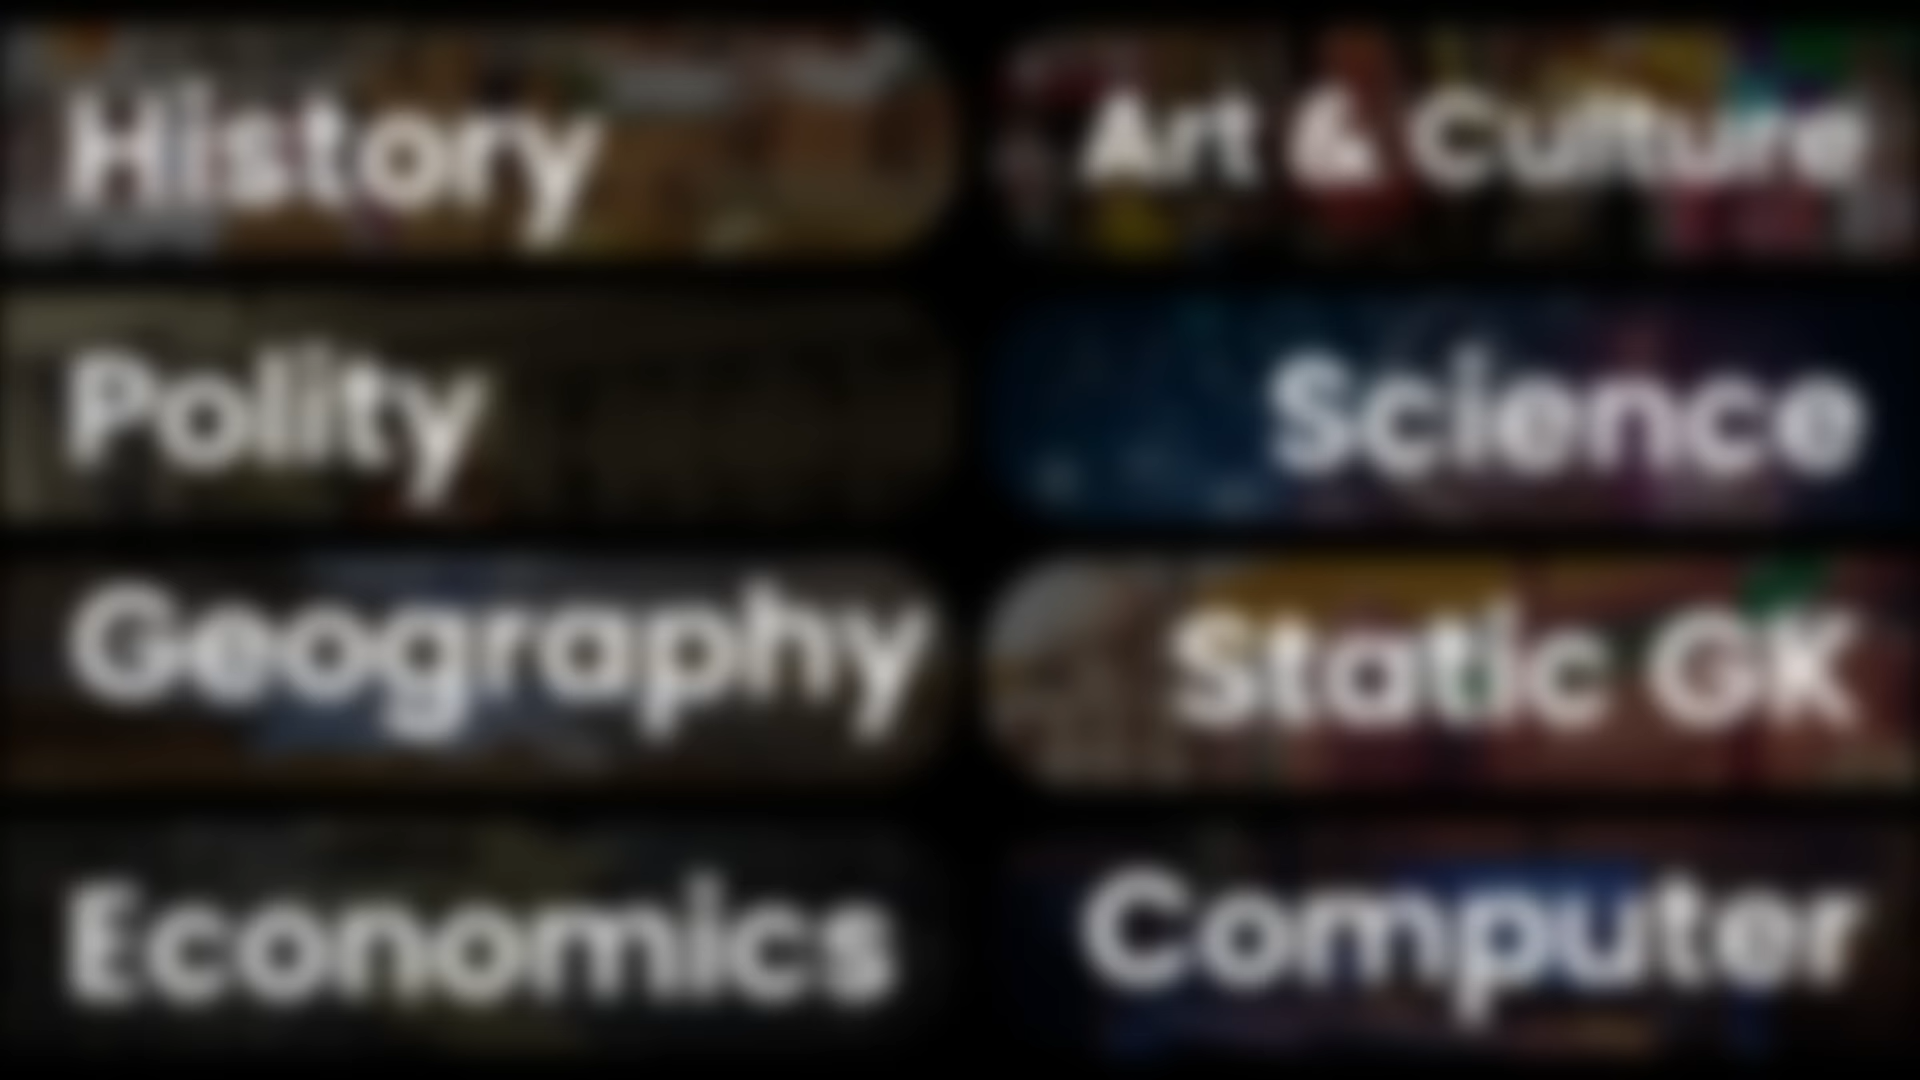 History
Art & Culture
Polity
Science
Geography
Static GK
Economics
Computer